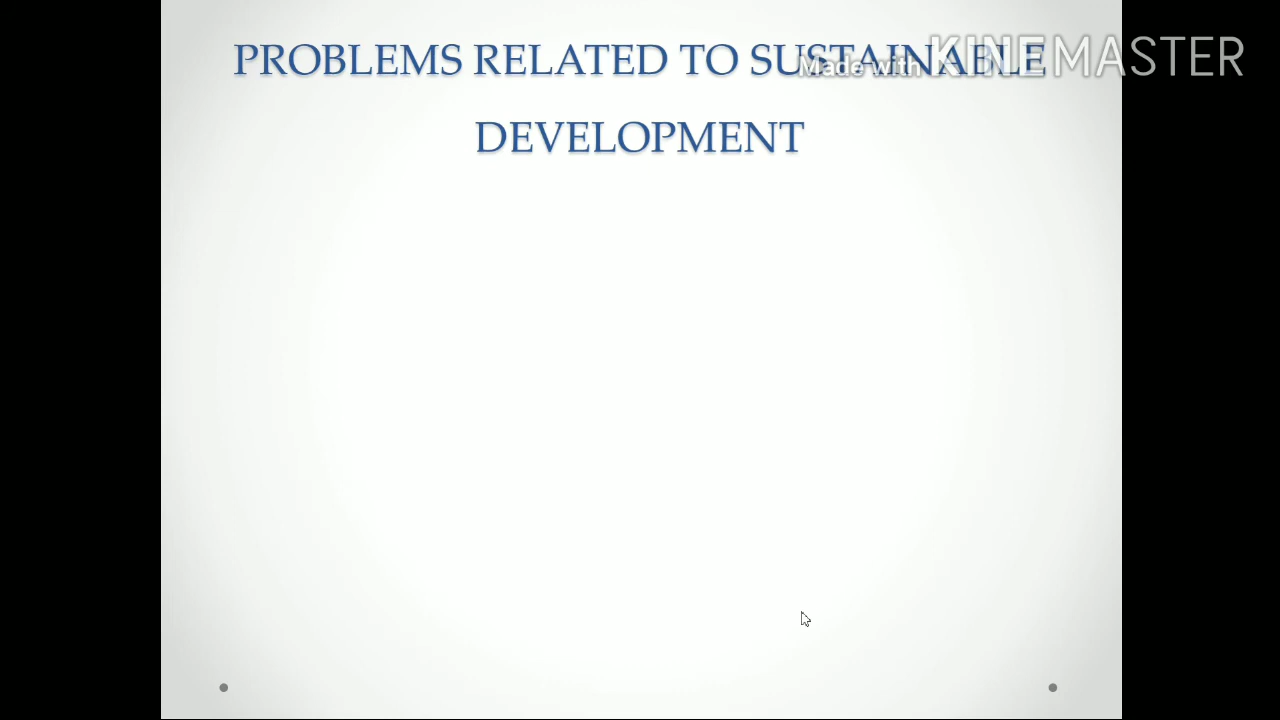 PROBLEMS RELATED TO SUSTAINABLE
Made with KINEMASTER
DEVELOPMENT